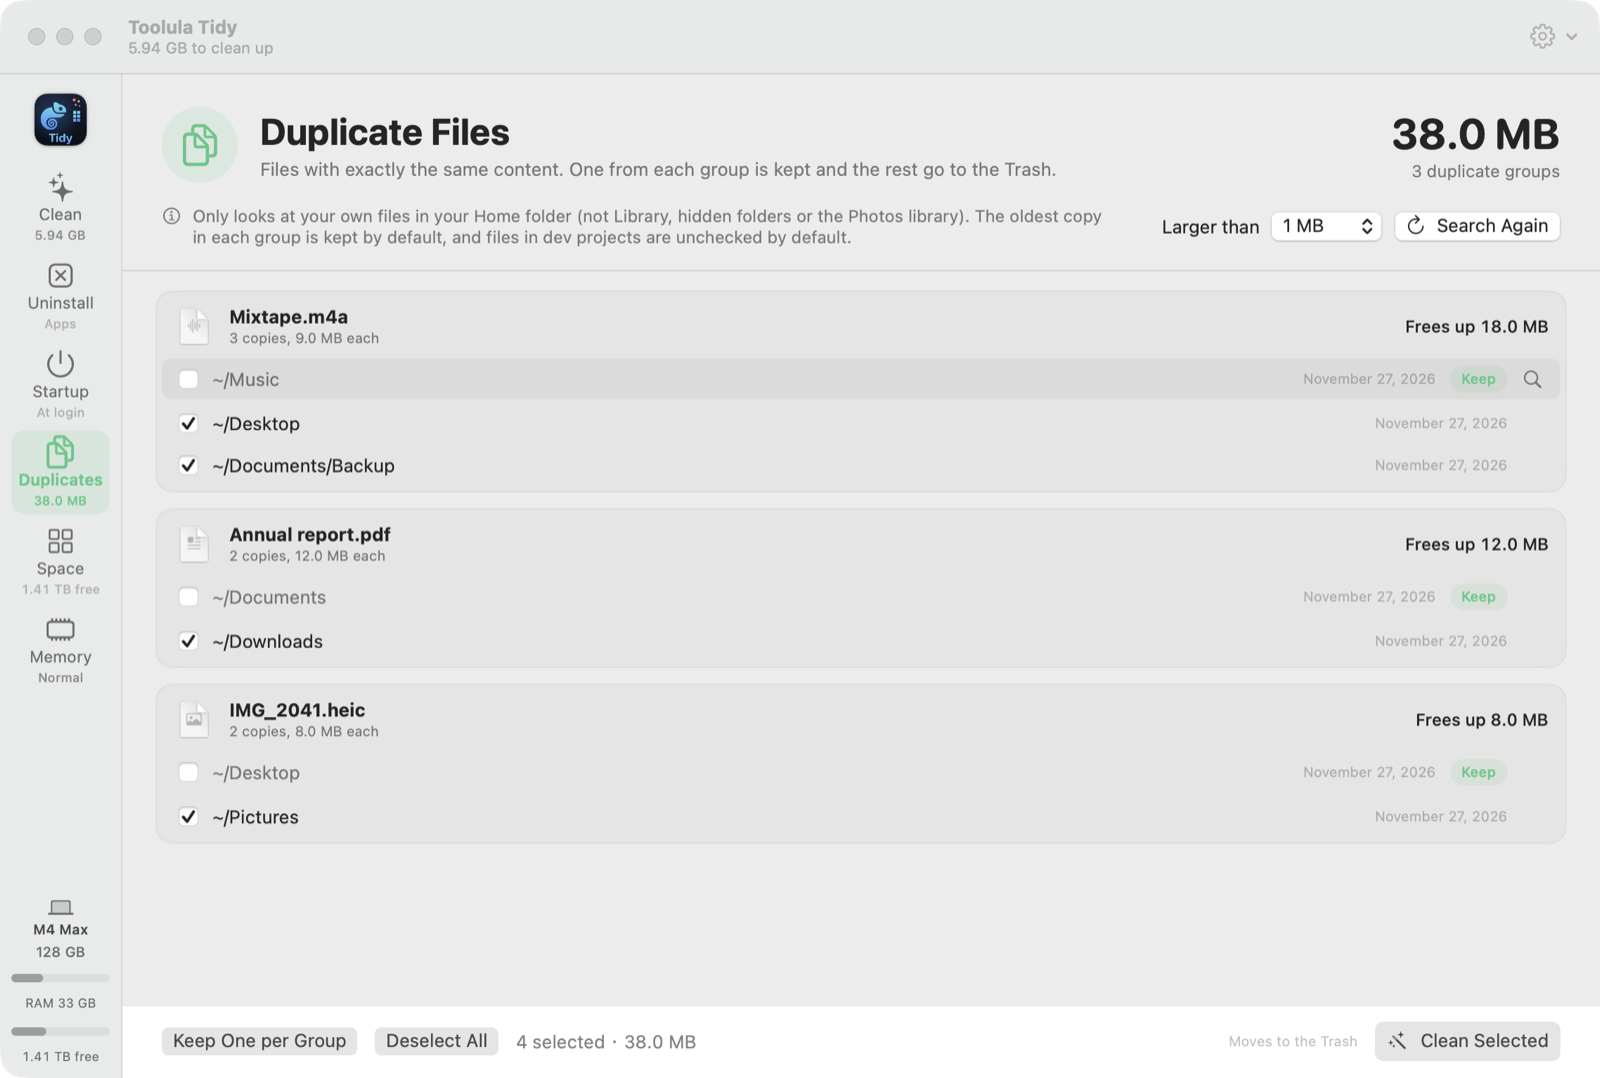 Toolula Tidy
5.94 GB to clean up
Tidy
Clean
5.94 GB
Uninstall
Apps
Startup
At login
Duplicates
38.0 MB
Space
1.41 TB free
Memory
Normal
M4 Max
128 GB
RAM 33 GB
1.41 TB free
Duplicate Files
Files with exactly the same content. One from each group is kept and the rest go to the Trash.
38.0 MB
3 duplicate groups
Only looks at your own files in your Home folder (not Library, hidden folders or the Photos library). The oldest copy
in each group is kept by default, and files in dev projects are unchecked by default.
Larger than 1 MB Search Again
Mixtape.m4a
3 copies, 9.0 MB each
Frees up 18.0 MB
~/Music November 27, 2026 Keep
~/Desktop November 27, 2026
~/Documents/Backup November 27, 2026
Annual report.pdf
2 copies, 12.0 MB each
Frees up 12.0 MB
~/Documents November 27, 2026 Keep
~/Downloads November 27, 2026
IMG_2041.heic
2 copies, 8.0 MB each
Frees up 8.0 MB
~/Desktop November 27, 2026 Keep
~/Pictures November 27, 2026
Keep One per Group Deselect All 4 selected · 38.0 MB Moves to the Trash Clean Selected